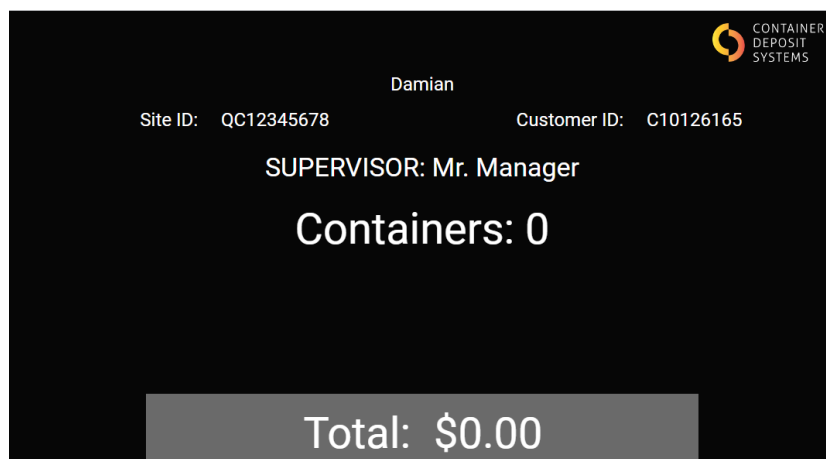 CONTAINER
DEPOSIT
SYSTEMS
Damian
Site ID: QC12345678 Customer ID: C10126165
SUPERVISOR: Mr. Manager
Containers: 0
Total: $0.00